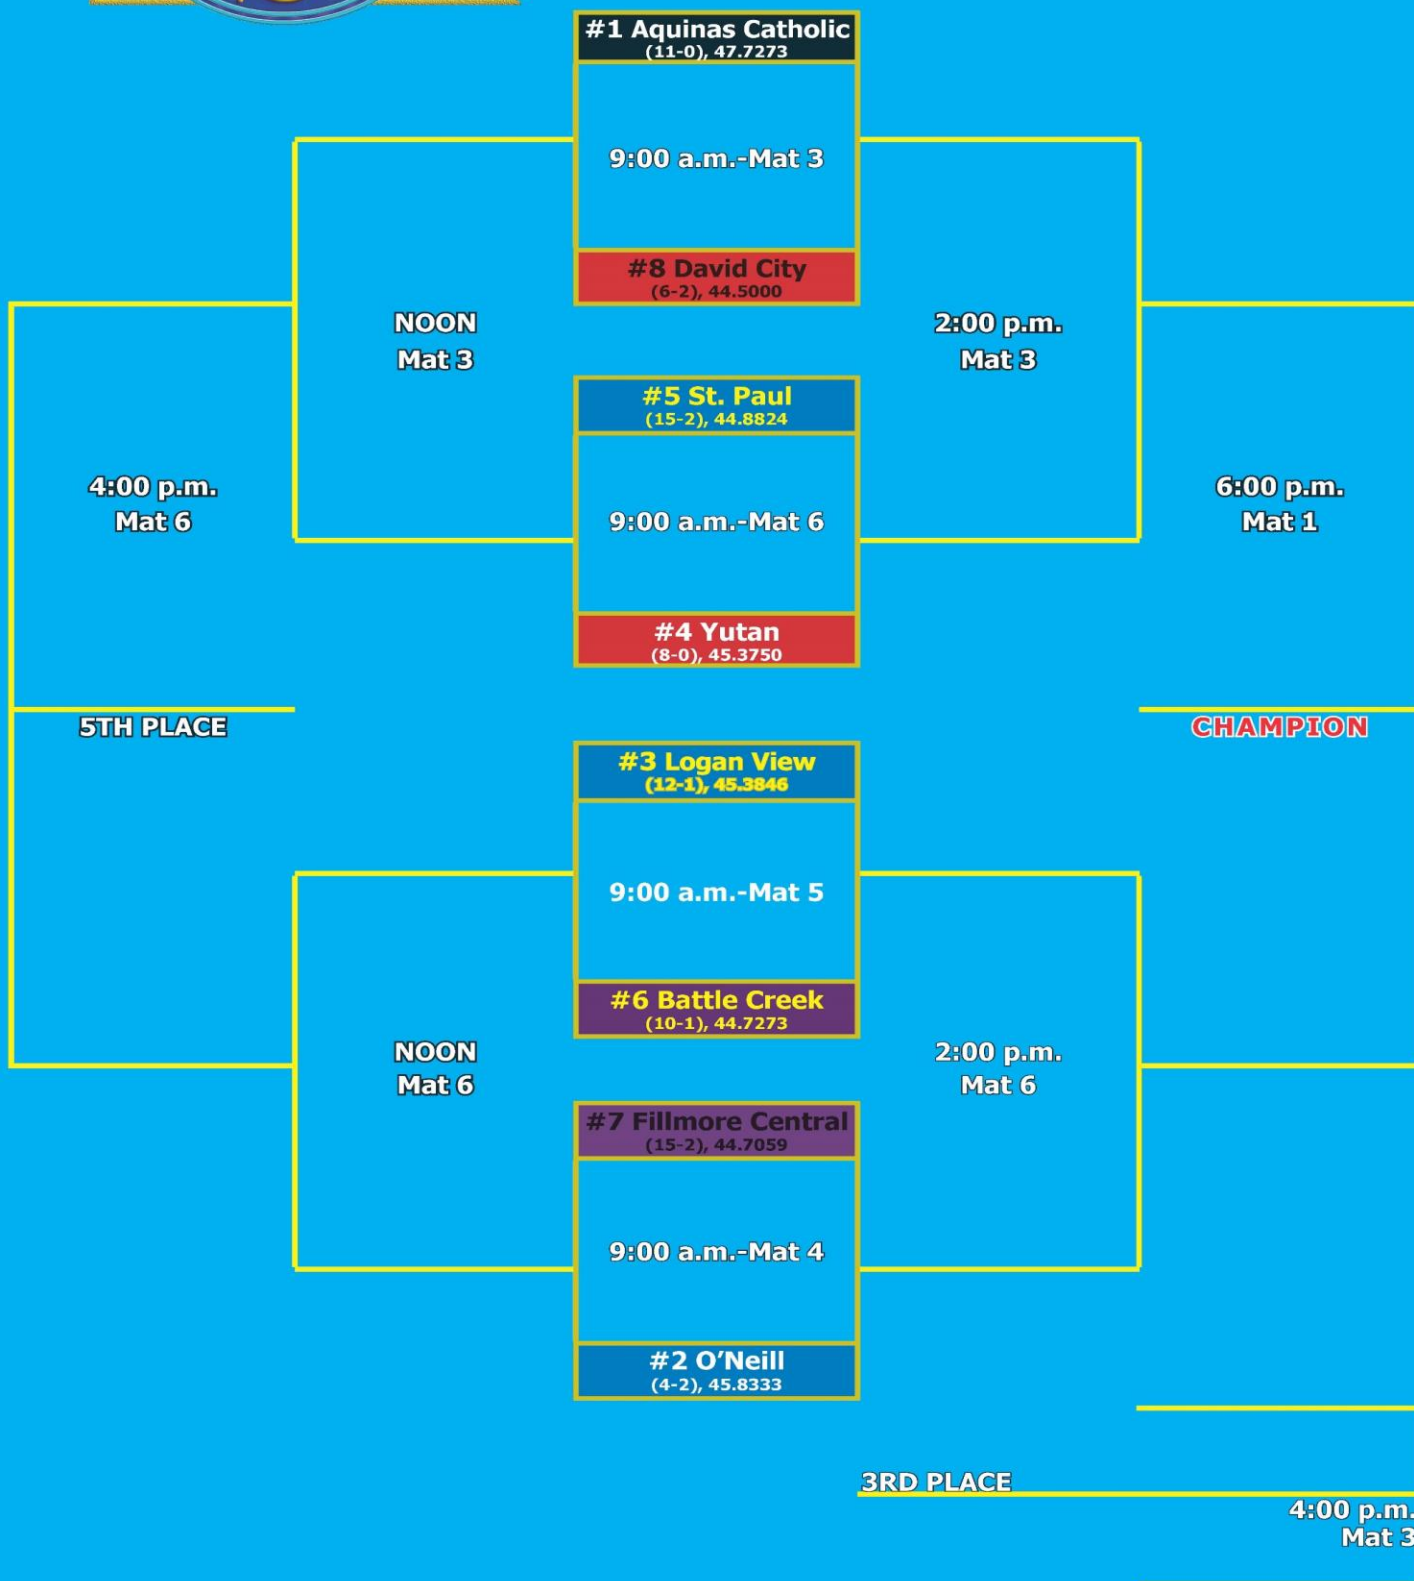 #1 Aquinas Catholic
(11-0), 47.7273
9:00 a.m.-Mat 3
#8 David City
(6-2), 44.5000
NOON
Mat 3
2:00 p.m.
Mat 3
#5 St. Paul
(15-2), 44.8824
4:00 p.m.
Mat 6
9:00 a.m.-Mat 6
6:00 p.m.
Mat 1
#4 Yutan
(8-0), 45.3750
5TH PLACE
CHAMPION
#3 Logan View
(12-1), 45.3846
9:00 a.m.-Mat 5
#6 Battle Creek
(10-1), 44.7273
NOON
Mat 6
2:00 p.m.
Mat 6
#7 Fillmore Central
(15-2), 44.7059
9:00 a.m.-Mat 4
#2 O’Neill
(4-2), 45.8333
3RD PLACE
4:00 p.m.
Mat 3